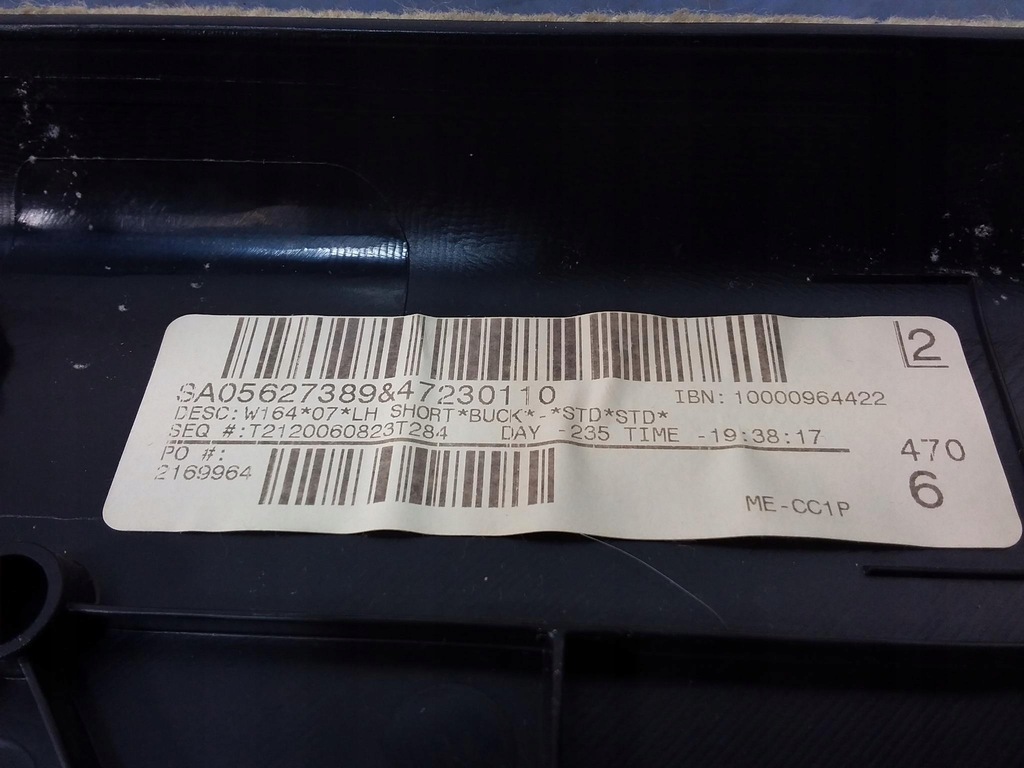 2
SA05627389&47230110
IBN: 10000964422
DESC: W164*07*LH SHORT*BUCK*-*STD*STD*
SEQ #:T2120060823T284 DAY -235 TIME -19:38:17
PO #:
2169964
470
6
ME-CC1P